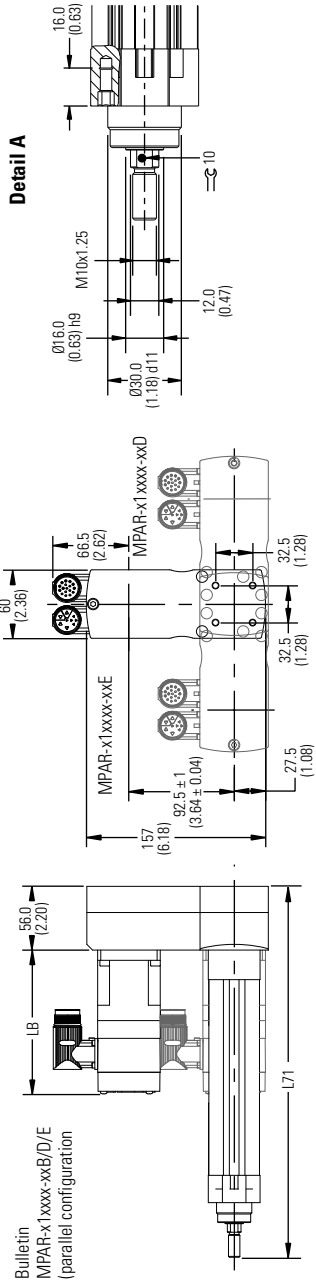 Bulletin
MPAR-x1xxxx-xxB/D/E
(parallel configuration
LB
56.0
(2.20)
L71
157
(6.18)
92.5 ± 1
(3.64 ± 0.04)
27.5
(1.08)
MPAR-x1xxxx-xxE
60
(2.36)
66.5
(2.62)
MPAR-x1xxxx-xxD
32.5
(1.28)
32.5
(1.28)
Detail A
16.0
(0.63)
M10x1.25
Ø16.0
(0.63) h9
Ø30.0
(1.18) d11
12.0
(0.47)
10